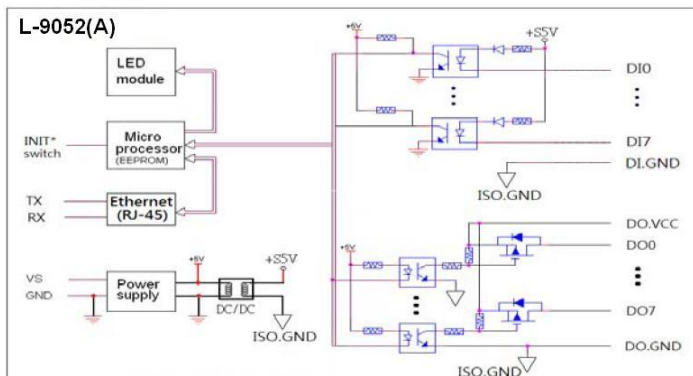 L-9052(A)
LED
module
INIT*
switch
Micro
processor
(EEPROM)
TX
RX
Ethernet
(RJ-45)
VS
GND
Power
supply
+5V
+S5V
DC/DC
ISO.GND
+5V
+S5V
DI0
DI7
DI.GND
ISO.GND
+5V
DO.VCC
DO0
DO7
DO.GND
ISO.GND